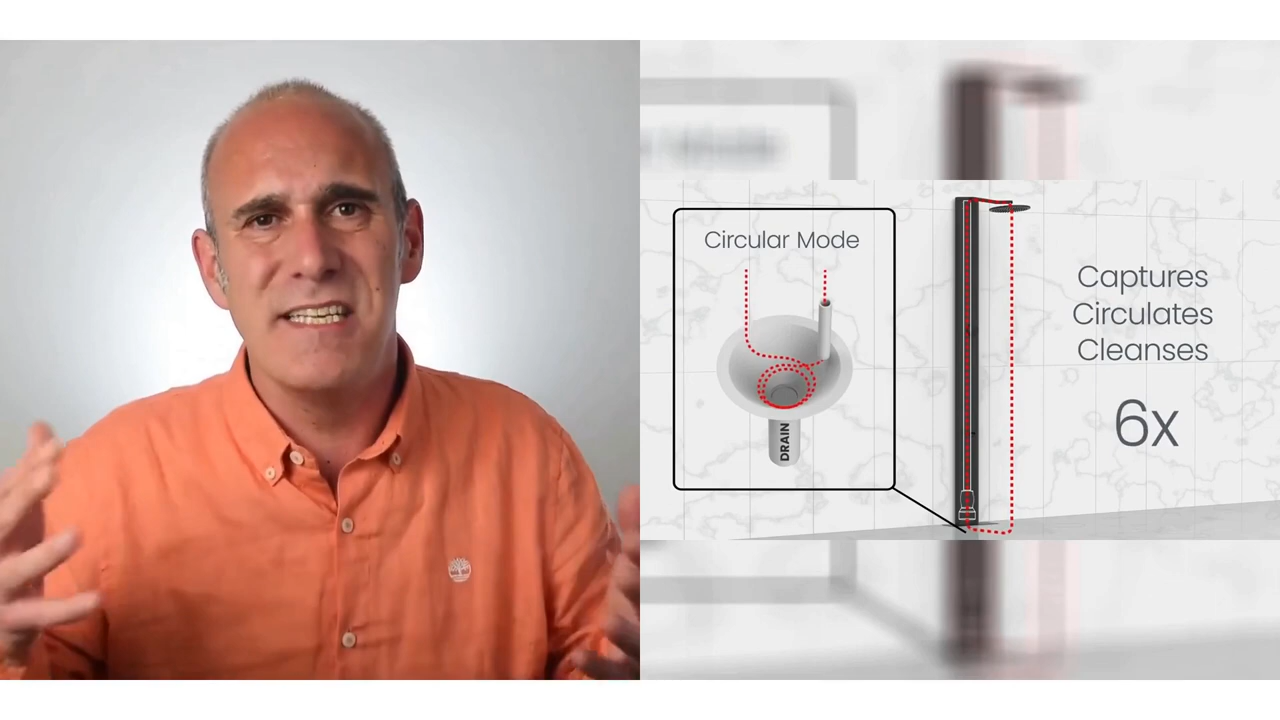 Circular Mode
DRAIN
Captures
Circulates
Cleanses
6x